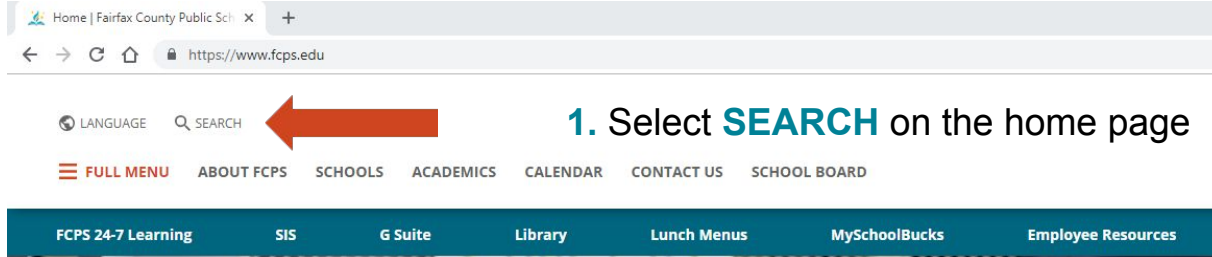 Home | Fairfax County Public Sch
https://www.fcps.edu
LANGUAGE SEARCH
1. Select SEARCH on the home page
FULL MENU ABOUT FCPS SCHOOLS ACADEMICS CALENDAR CONTACT US SCHOOL BOARD
FCPS 24-7 Learning SIS G Suite Library Lunch Menus MySchoolBucks Employee Resources